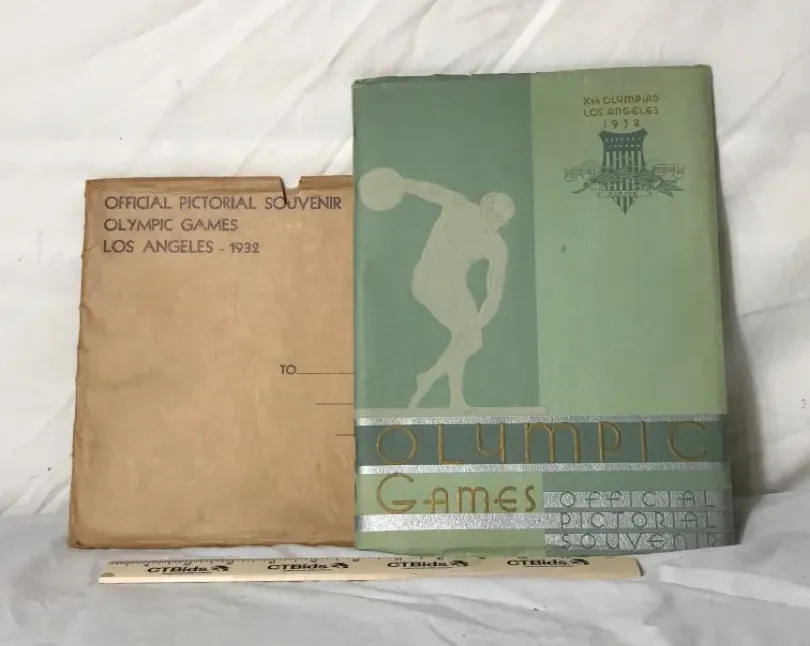 OFFICIAL PICTORIAL SOUVENIR
OLYMPIC GAMES
LOS ANGELES - 1932
TO
Xth OLYMPIAD
LOS ANGELES
1932
OLYMPIC
GAMES
OFFICIAL
PICTORIAL
SOUVENIR
CTBids
CTBids
CTBids
CTBids